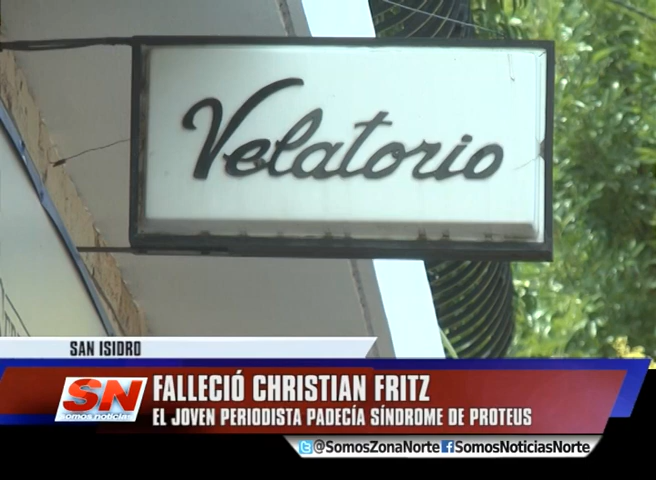 Velatorio
SAN ISIDRO
SN
somos noticias
FALLECIÓ CHRISTIAN FRITZ
EL JOVEN PERIODISTA PADECÍA SÍNDROME DE PROTEUS
@SomosZonaNorte SomosNoticiasNorte